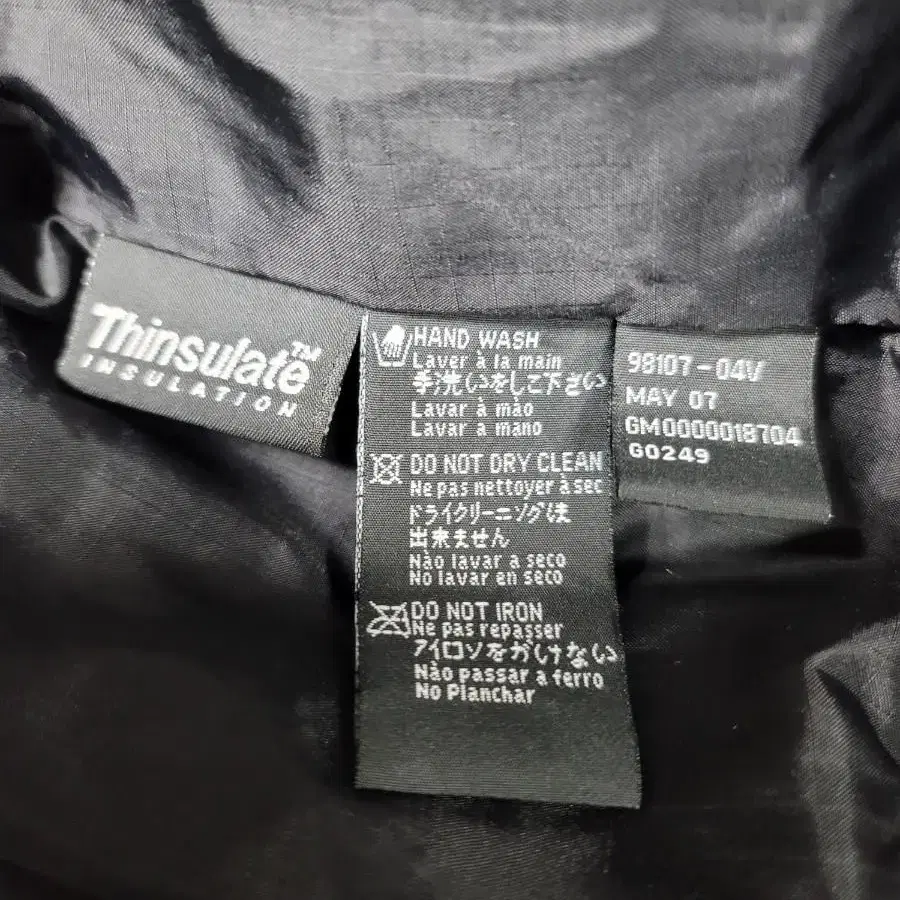 Thinsulate™
INSULATION
HAND WASH
Laver à la main
手洗いをして下さい
Lavar à mão
Lavar a mano
DO NOT DRY CLEAN
Ne pas nettoyer à sec
ドライクリーニングは
出来ません
Não lavar a seco
No lavar en seco
DO NOT IRON
Ne pas repasser
アイロンをかけない
Não passar a ferro
No Planchar
98107-04V
MAY 07
GM0000018704
G0249